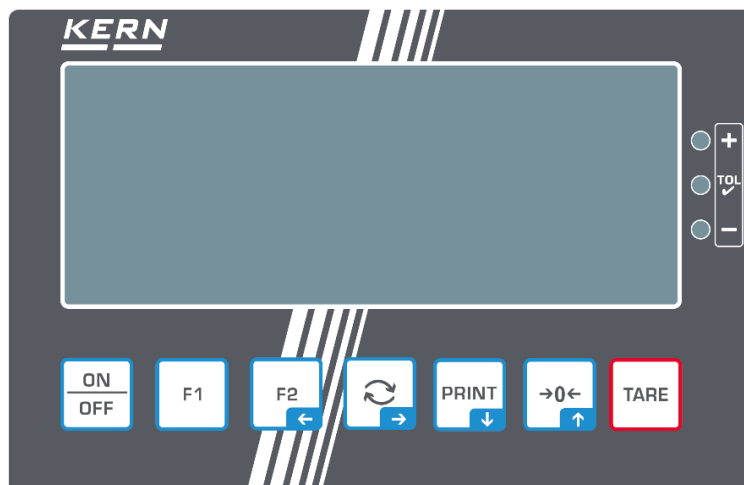 KERN
+
TOL
−
ON
OFF
F1
F2
PRINT
→0←
TARE